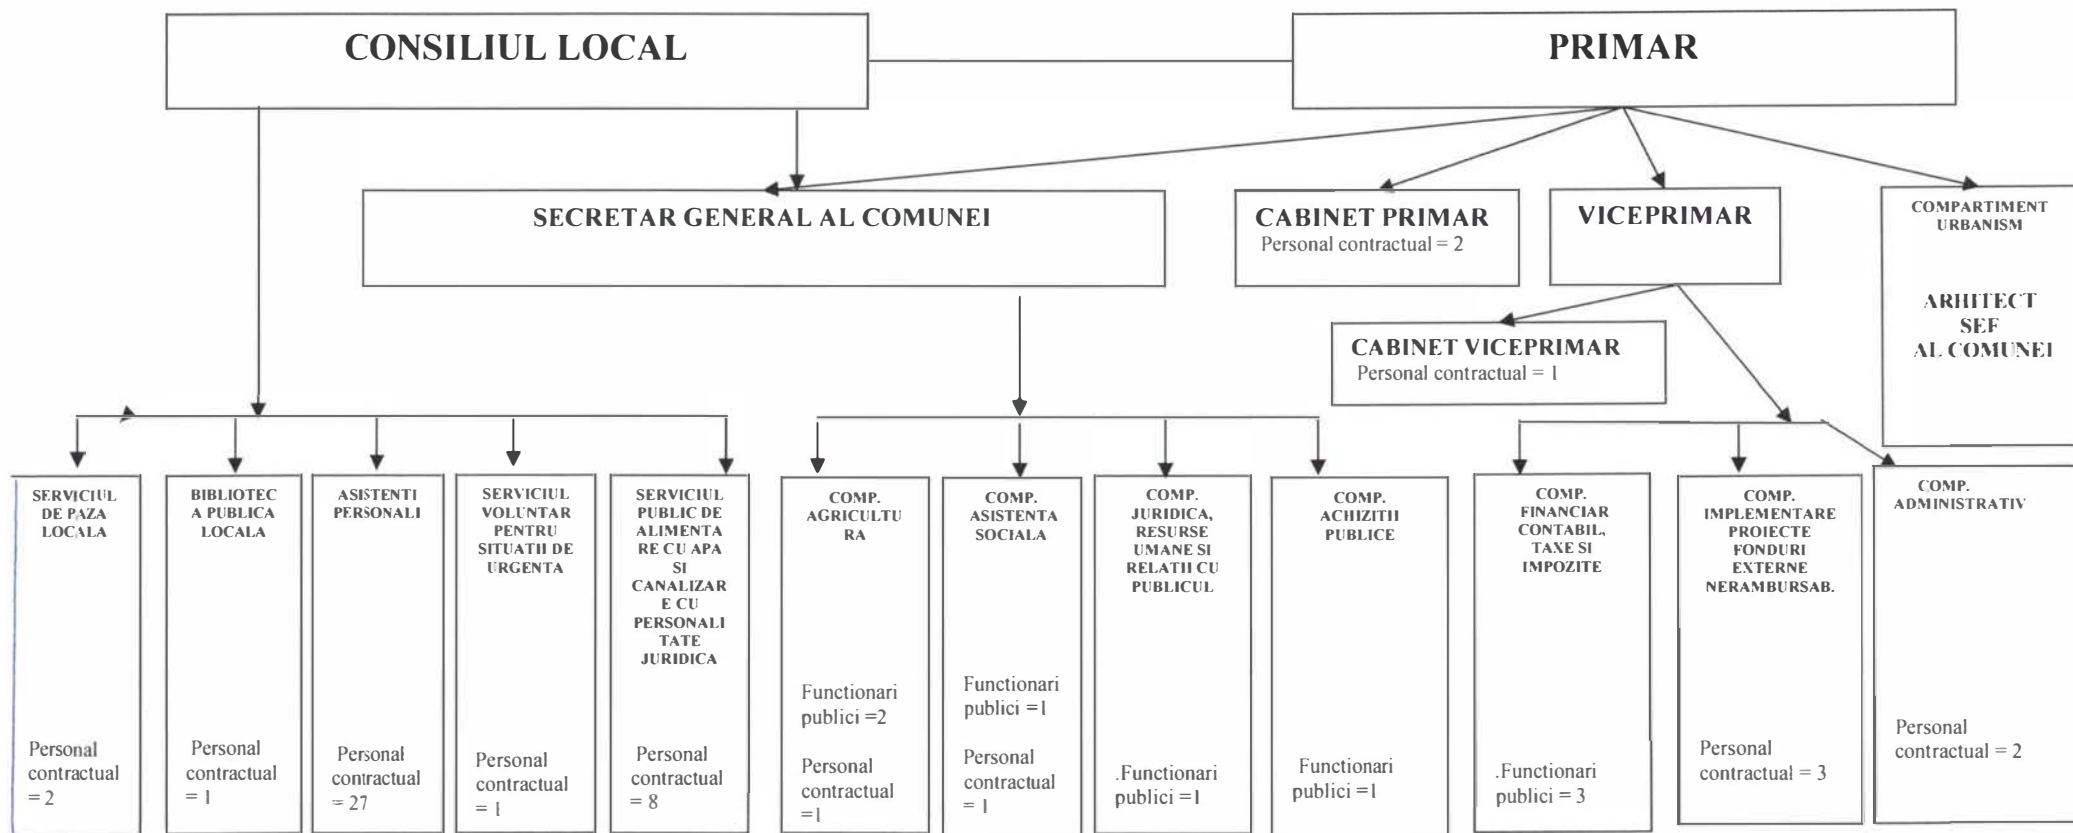 CONSILIUL LOCAL
PRIMAR
SECRETAR GENERAL AL COMUNEI
CABINET PRIMAR
Personal contractual = 2
VICEPRIMAR
COMPARTIMENT
URBANISM
ARHITECT
SEF
AL COMUNEI
CABINET VICEPRIMAR
Personal contractual = 1
SERVICIUL
DE PAZA
LOCALA
Personal
contractual
= 2
BIBLIOTEC
A PUBLICA
LOCALA
Personal
contractual
= 1
ASISTENTI
PERSONALI
Personal
contractual
= 27
SERVICIUL
VOLUNTAR
PENTRU
SITUATII DE
URGENTA
Personal
contractual
= 1
SERVICIUL
PUBLIC DE
ALIMENTA
RE CU APA
SI
CANALIZAR
E CU
PERSONALI
TATE
JURIDICA
Personal
contractual
= 8
COMP.
AGRICULTU
RA
Functionari
publici =2
Personal
contractual
=1
COMP.
ASISTENTA
SOCIALA
Functionari
publici =1
Personal
contractual
= 1
COMP.
JURIDICA,
RESURSE
UMANE SI
RELATII CU
PUBLICUL
.Functionari
publici =1
COMP.
ACHIZITII
PUBLICE
Functionari
publici =1
COMP.
FINANCIAR
CONTABIL,
TAXE SI
IMPOZITE
.Functionari
publici = 3
COMP.
IMPLEMENTARE
PROIECTE
FONDURI
EXTERNE
NERAMBURSAB.
Personal
contractual = 3
COMP.
ADMINISTRATIV
Personal
contractual = 2